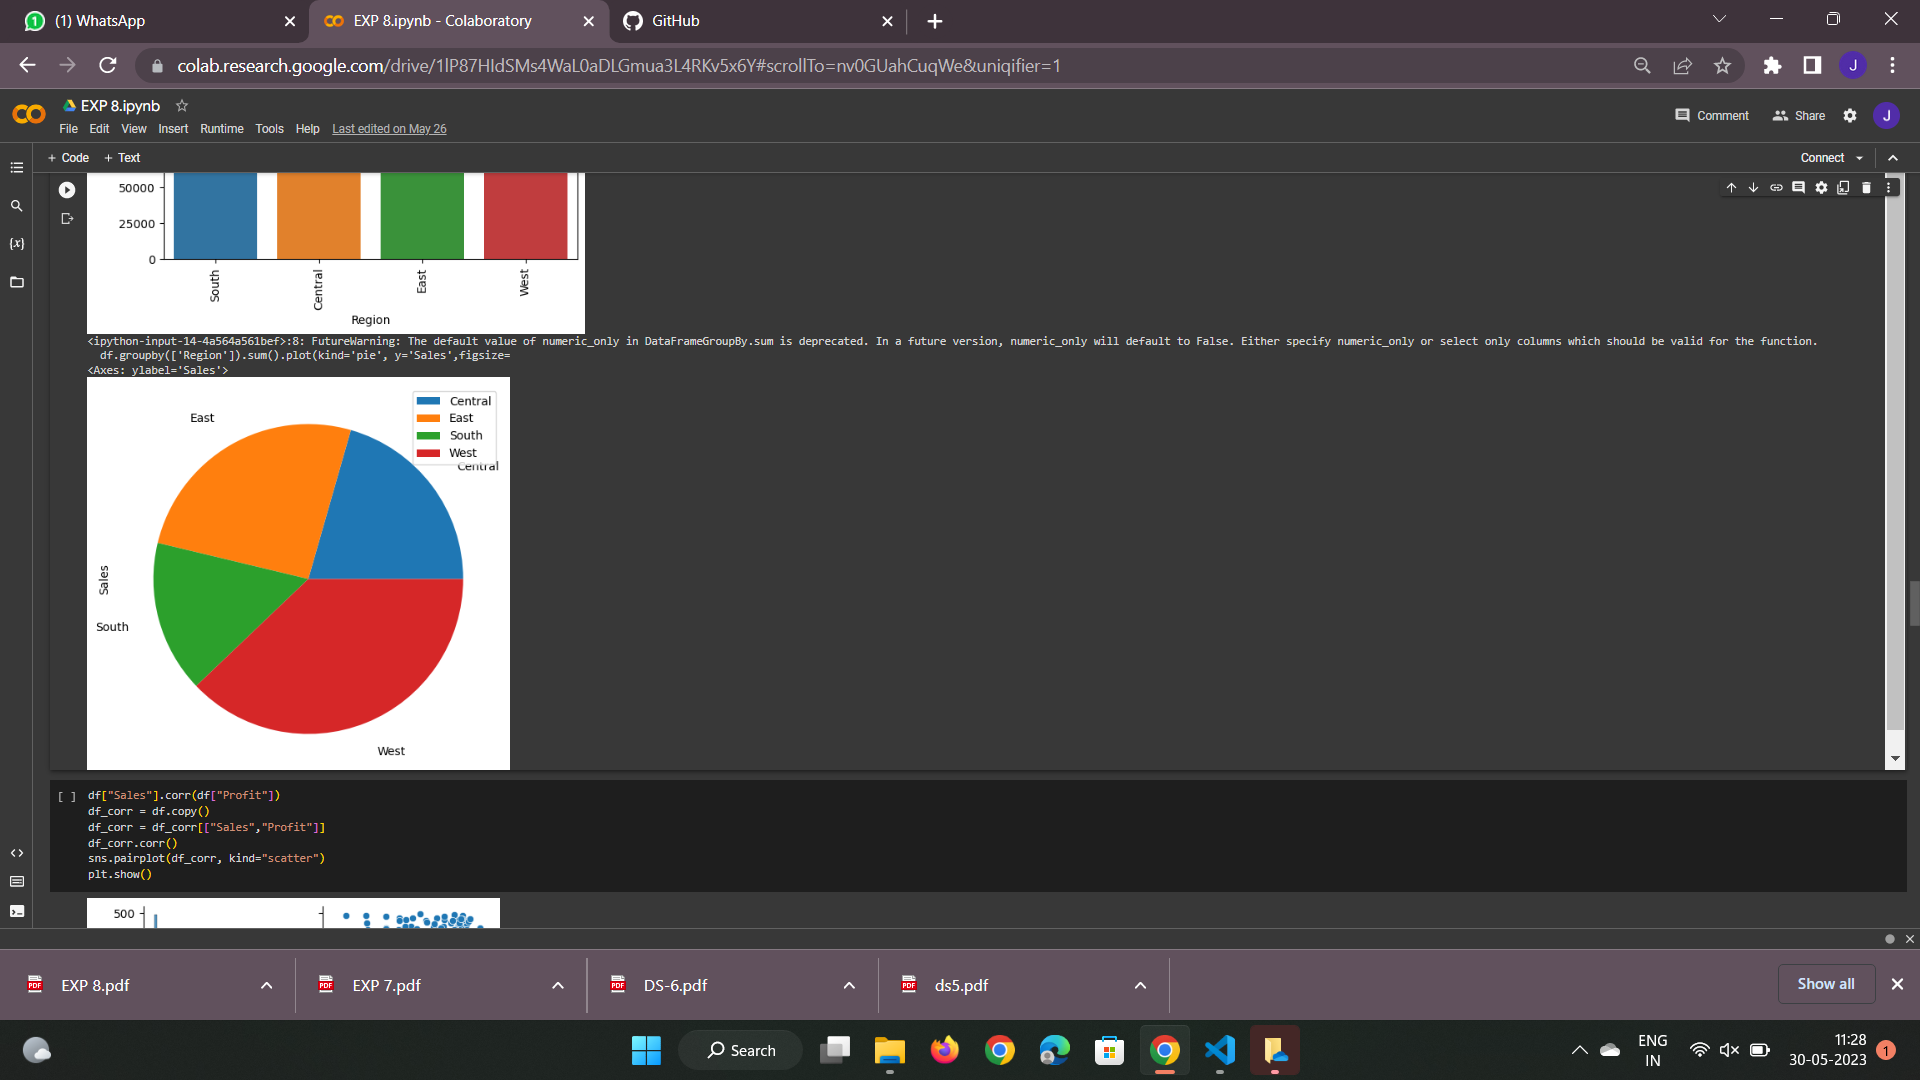 (1) WhatsApp
EXP 8.ipynb - Colaboratory
GitHub
colab.research.google.com/drive/1lP87HIdSMs4WaL0aDLGmua3L4RKv5x6Y#scrollTo=nv0GUahCuqWe&uniqifier=1
J
EXP 8.ipynb
Comment
Share
J
File Edit View Insert Runtime Tools Help Last edited on May 26
+ Code + Text
Connect
50000
25000
0
South
Central
East
West
Region
<ipython-input-14-4a564a561bef>:8: FutureWarning: The default value of numeric_only in DataFrameGroupBy.sum is deprecated. In a future version, numeric_only will default to False. Either specify numeric_only or select only columns which should be valid for the function.
df.groupby(['Region']).sum().plot(kind='pie', y='Sales',figsize=
<Axes: ylabel='Sales'>
Central
East
South
West
East
Central
Sales
South
West
[ ]
df["Sales"].corr(df["Profit"])
df_corr = df.copy()
df_corr = df_corr[["Sales","Profit"]]
df_corr.corr()
sns.pairplot(df_corr, kind="scatter")
plt.show()
500
EXP 8.pdf
EXP 7.pdf
DS-6.pdf
ds5.pdf
Show all
Search
ENG
IN
11:28
30-05-2023
1